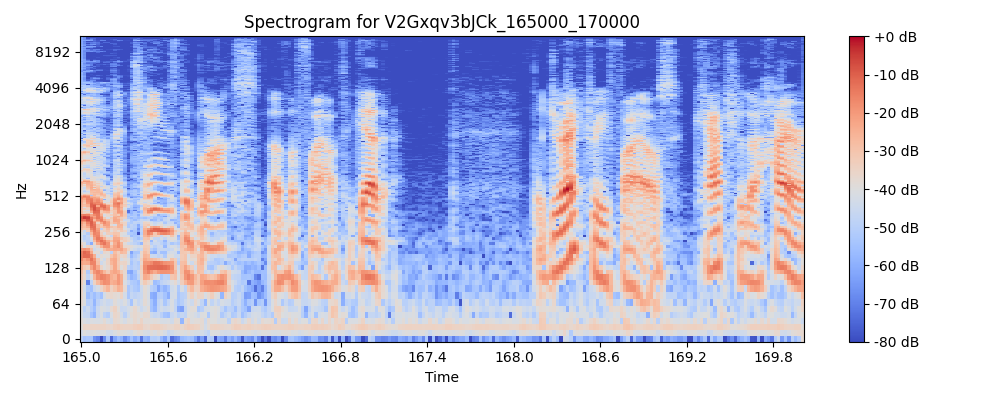 Spectrogram for V2Gxqv3bJCk_165000_170000
Hz
8192
4096
2048
1024
512
256
128
64
0
165.0 165.6 166.2 166.8 167.4 168.0 168.6 169.2 169.8
Time
+0 dB
-10 dB
-20 dB
-30 dB
-40 dB
-50 dB
-60 dB
-70 dB
-80 dB